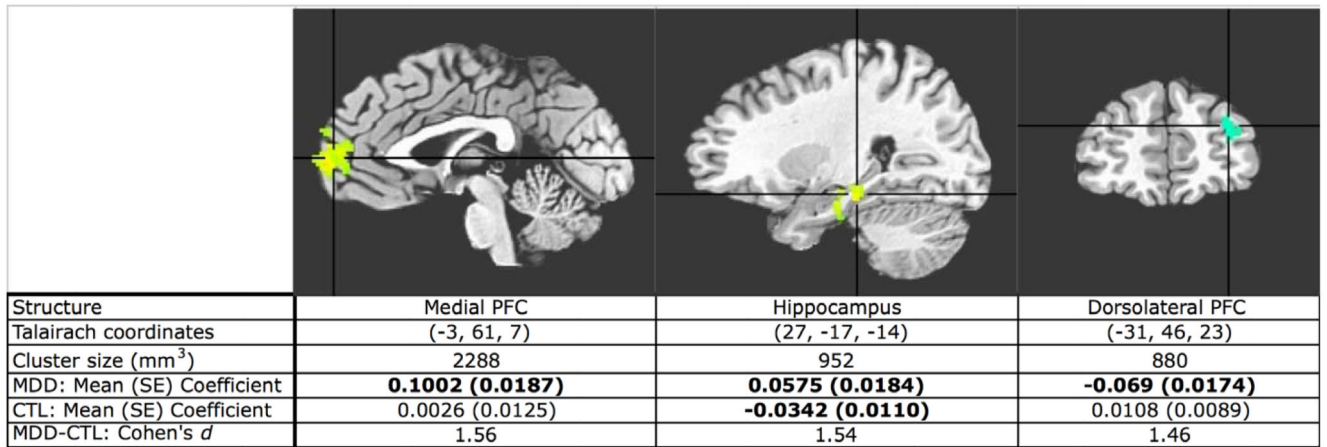 Structure Medial PFC Hippocampus Dorsolateral PFC
Talairach coordinates (-3, 61, 7) (27, -17, -14) (-31, 46, 23)
Cluster size (mm³) 2288 952 880
MDD: Mean (SE) Coefficient 0.1002 (0.0187) 0.0575 (0.0184) -0.069 (0.0174)
CTL: Mean (SE) Coefficient 0.0026 (0.0125) -0.0342 (0.0110) 0.0108 (0.0089)
MDD-CTL: Cohen's d 1.56 1.54 1.46